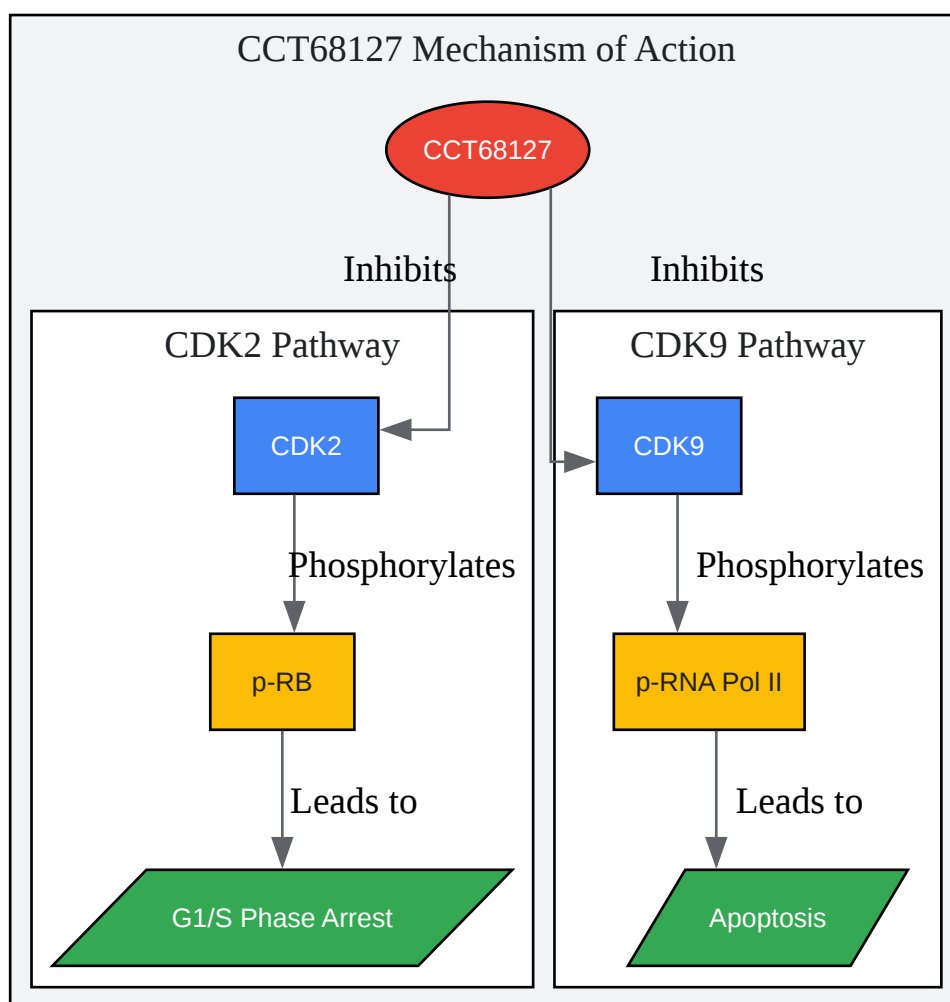 CCT68127 Mechanism of Action
CCT68127
Inhibits
Inhibits
CDK2 Pathway
CDK2
Phosphorylates
p-RB
Leads to
G1/S Phase Arrest
CDK9 Pathway
CDK9
Phosphorylates
p-RNA Pol II
Leads to
Apoptosis